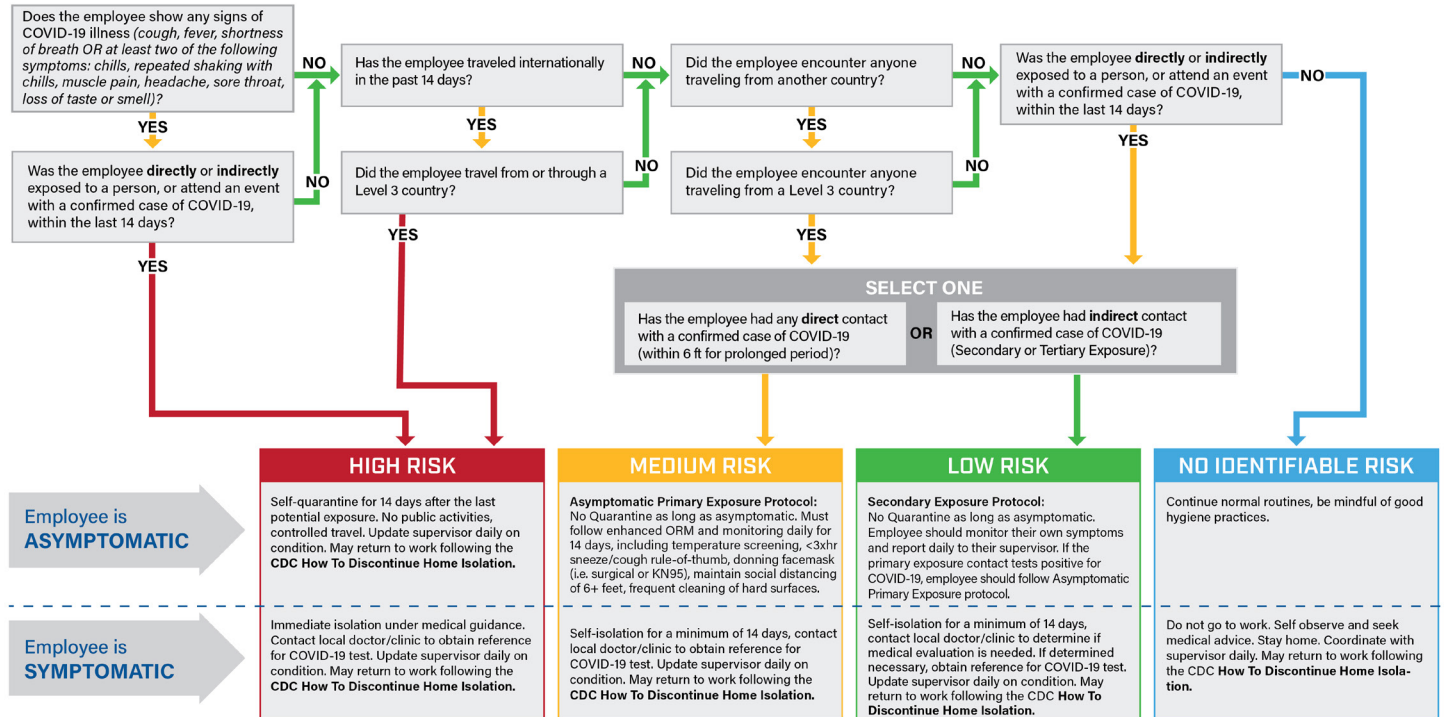 Does the employee show any signs of
COVID-19 illness (cough, fever, shortness
of breath OR at least two of the following
symptoms: chills, repeated shaking with
chills, muscle pain, headache, sore throat,
loss of taste or smell)?
NO
Has the employee traveled internationally
in the past 14 days?
NO
Did the employee encounter anyone
traveling from another country?
NO
Was the employee directly or indirectly
exposed to a person, or attend an event
with a confirmed case of COVID-19,
within the last 14 days?
NO
YES
YES
YES
YES
Was the employee directly or indirectly
exposed to a person, or attend an event
with a confirmed case of COVID-19,
within the last 14 days?
NO
Did the employee travel from or through a
Level 3 country?
NO
Did the employee encounter anyone
traveling from a Level 3 country?
NO
YES
YES
YES
SELECT ONE
Has the employee had any direct contact
with a confirmed case of COVID-19
(within 6 ft for prolonged period)?
OR
Has the employee had indirect contact
with a confirmed case of COVID-19
(Secondary or Tertiary Exposure)?
HIGH RISK
MEDIUM RISK
LOW RISK
NO IDENTIFIABLE RISK
Employee is
ASYMPTOMATIC
Self-quarantine for 14 days after the last
potential exposure. No public activities,
controlled travel. Update supervisor daily on
condition. May return to work following the
CDC How To Discontinue Home Isolation.
Asymptomatic Primary Exposure Protocol:
No Quarantine as long as asymptomatic. Must
follow enhanced ORM and monitoring daily for
14 days, including temperature screening, <3xhr
sneeze/cough rule-of-thumb, donning facemask
(i.e. surgical or KN95), maintain social distancing
of 6+ feet, frequent cleaning of hard surfaces.
Secondary Exposure Protocol:
No Quarantine as long as asymptomatic.
Employee should monitor their own symptoms
and report daily to their supervisor. If the
primary exposure contact tests positive for
COVID-19, employee should follow Asymptomatic
Primary Exposure protocol.
Continue normal routines, be mindful of good
hygiene practices.
Employee is
SYMPTOMATIC
Immediate isolation under medical guidance.
Contact local doctor/clinic to obtain reference
for COVID-19 test. Update supervisor daily on
condition. May return to work following the
CDC How To Discontinue Home Isolation.
Self-isolation for a minimum of 14 days, contact
local doctor/clinic to obtain reference for
COVID-19 test. Update supervisor daily on
condition. May return to work following the
CDC How To Discontinue Home Isolation.
Self-isolation for a minimum of 14 days,
contact local doctor/clinic to determine if
medical evaluation is needed. If determined
necessary, obtain reference for COVID-19 test.
Update supervisor daily on condition. May
return to work following the CDC How To
Discontinue Home Isolation.
Do not go to work. Self observe and seek
medical advice. Stay home. Coordinate with
supervisor daily. May return to work following
the CDC How To Discontinue Home Isola-
tion.